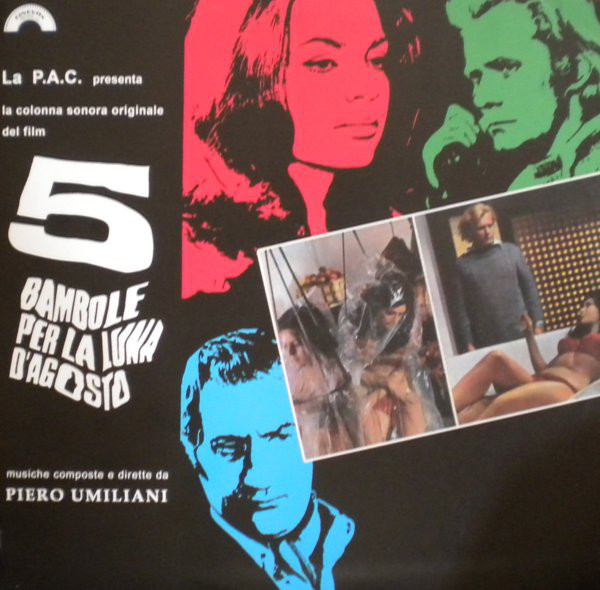 CINEVOX
La P.A.C. presenta
la colonna sonora originale
del film
5
BAMBOLE
PER LA LUNA
D'AGOSTO
musiche composte e dirette da
PIERO UMILIANI